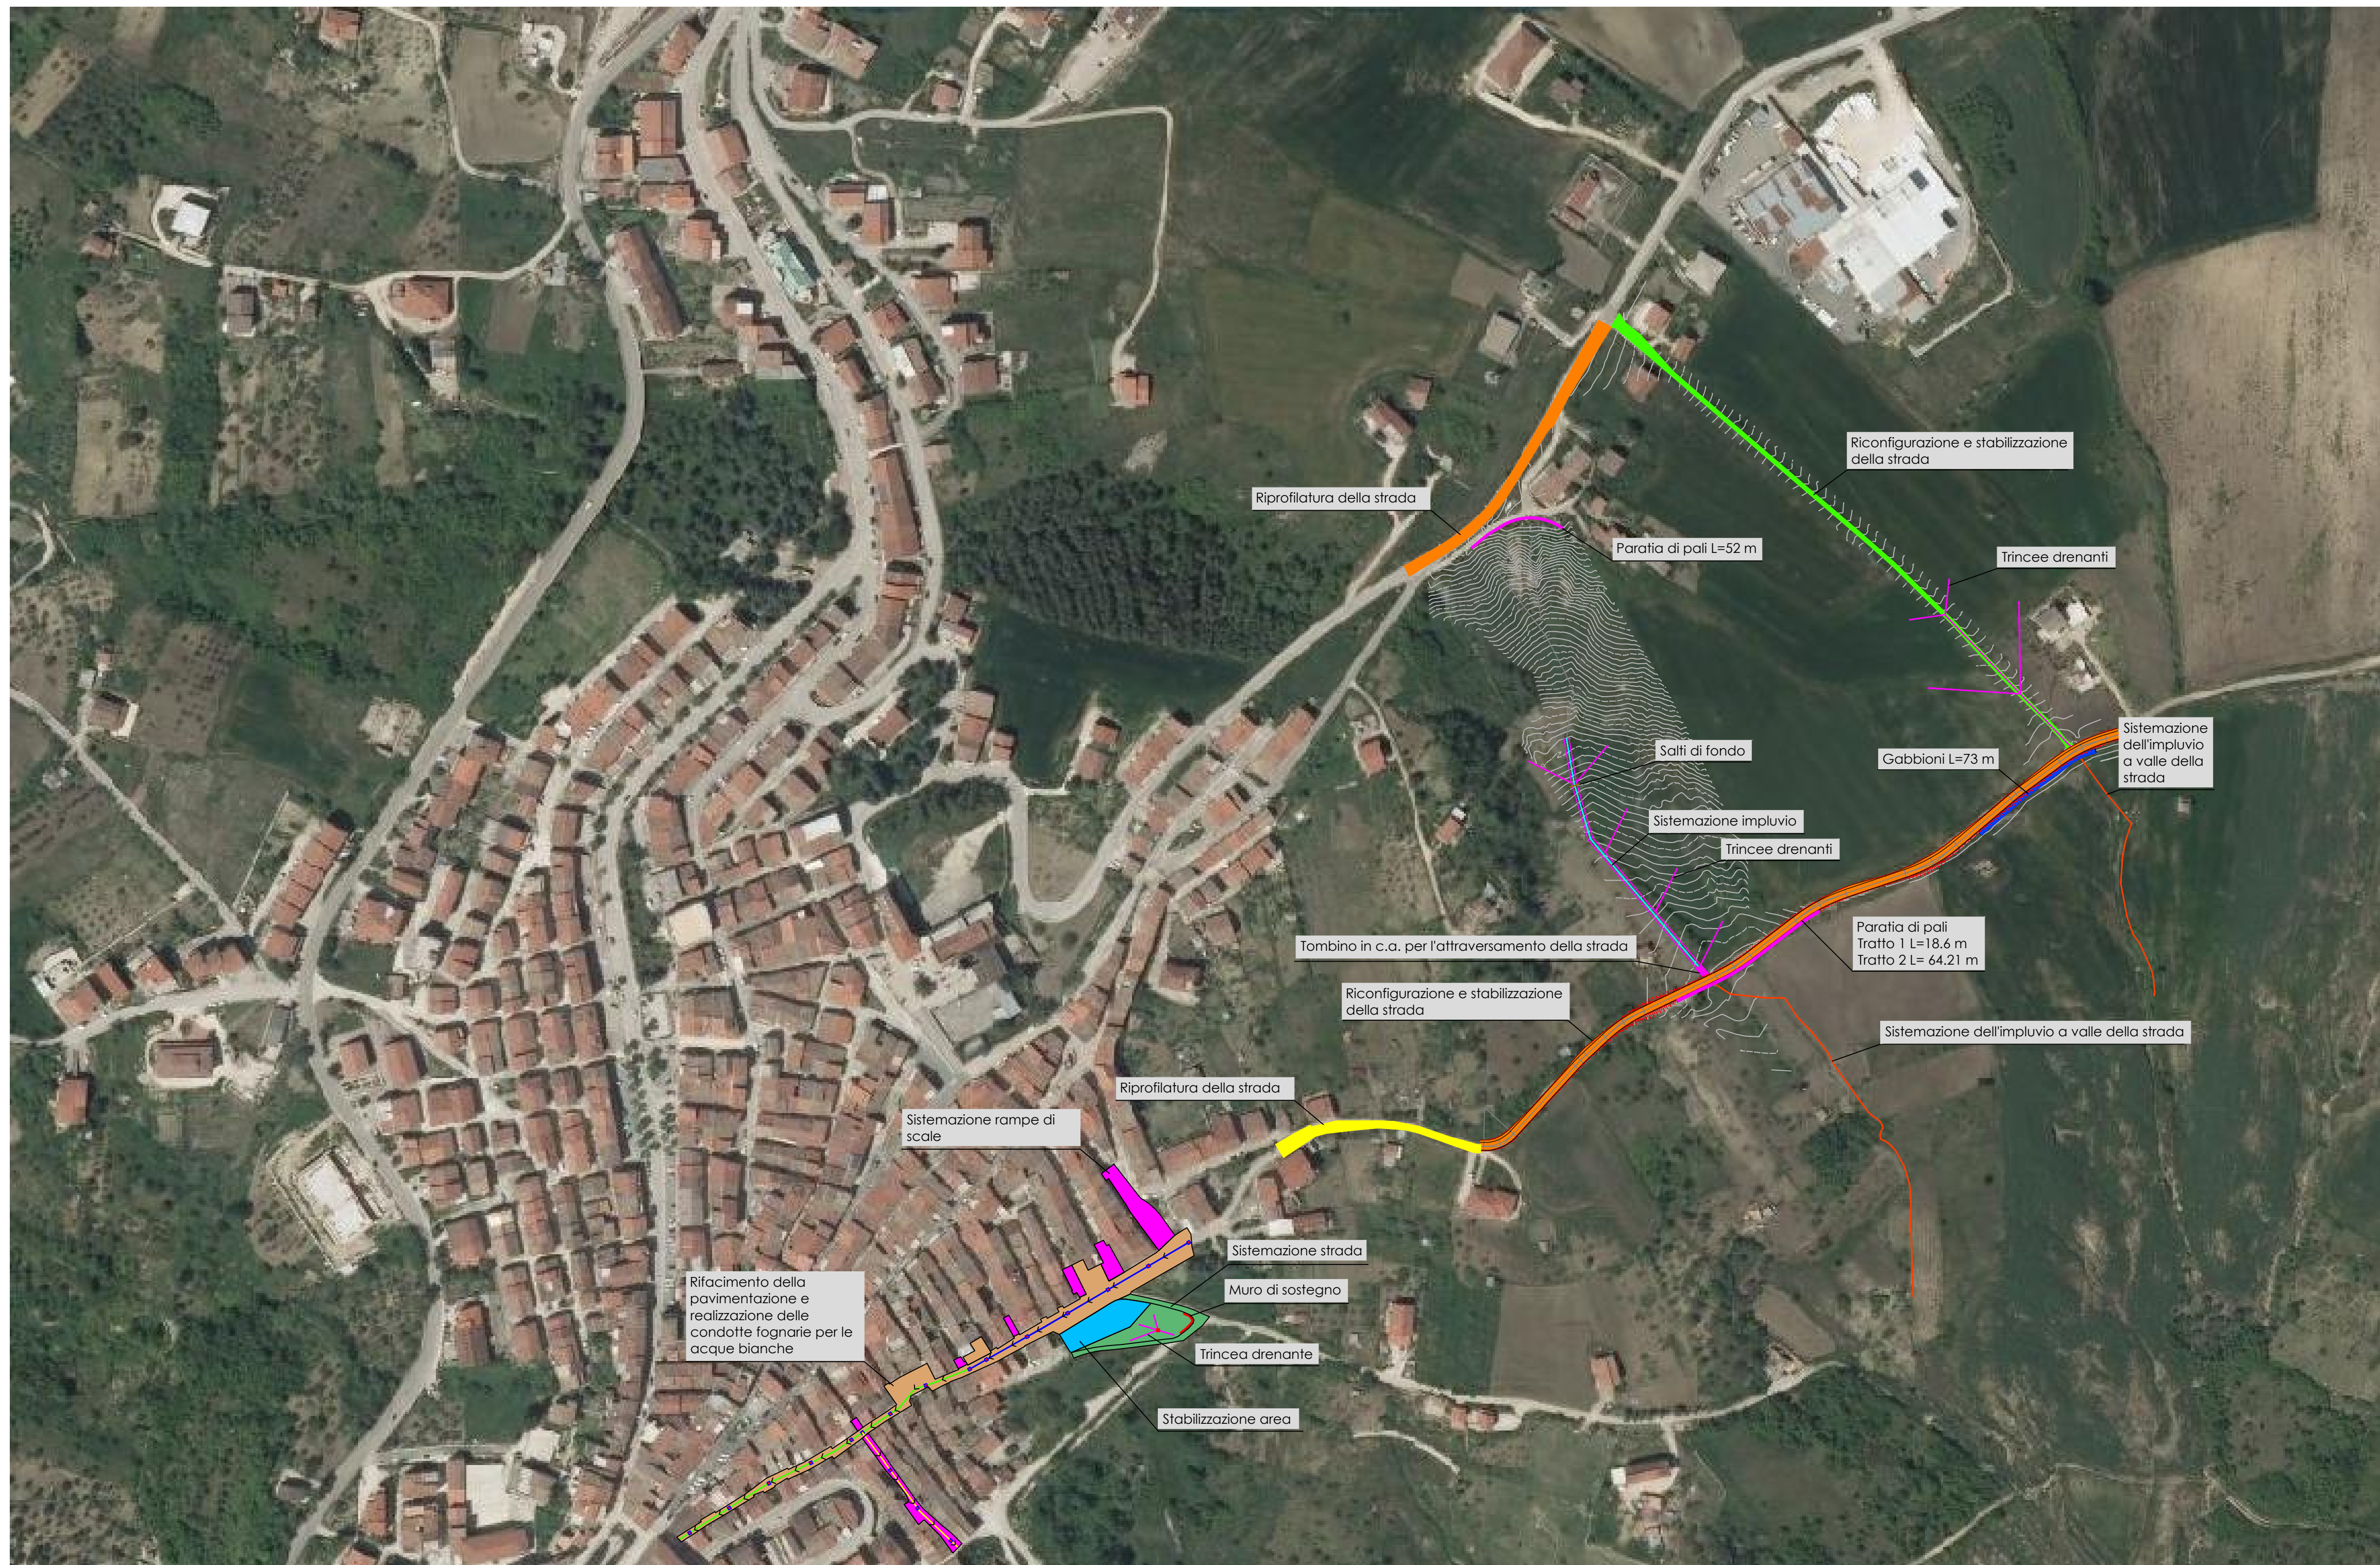 Riconfigurazione e stabilizzazione
della strada
Riprofilatura della strada
Paratia di pali L=52 m
Trincee drenanti
Sistemazione
dell'impluvio
a valle della
strada
Gabbioni L=73 m
Salti di fondo
Sistemazione impluvio
Trincee drenanti
Paratia di pali
Tratto 1 L=18.6 m
Tratto 2 L= 64.21 m
Tombino in c.a. per l'attraversamento della strada
Riconfigurazione e stabilizzazione
della strada
Sistemazione dell'impluvio a valle della strada
Riprofilatura della strada
Sistemazione rampe di
scale
Sistemazione strada
Rifacimento della
pavimentazione e
realizzazione delle
condotte fognarie per le
acque bianche
Muro di sostegno
Trincea drenante
Stabilizzazione area